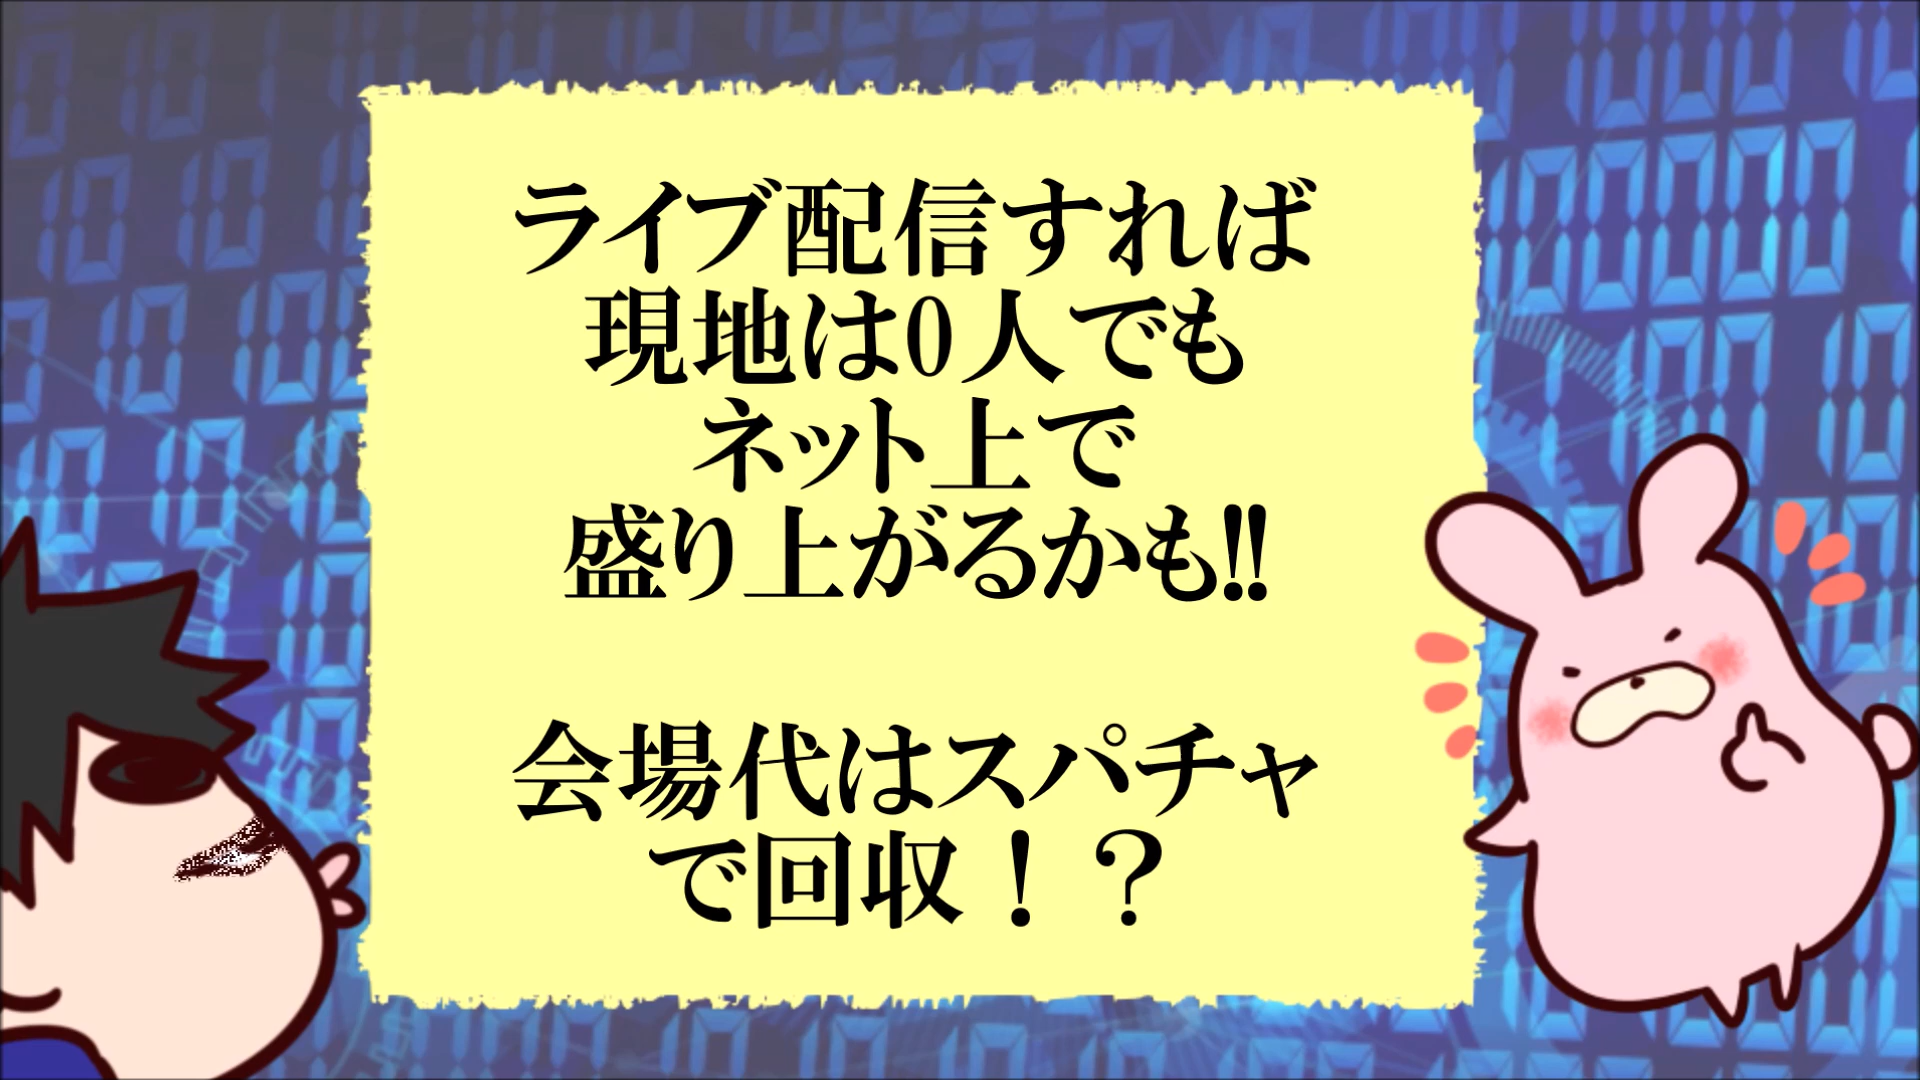 ライブ配信すれば
現地は0人でも
ネット上で
盛り上がるかも!!
会場代はスパチャ
で回収！？